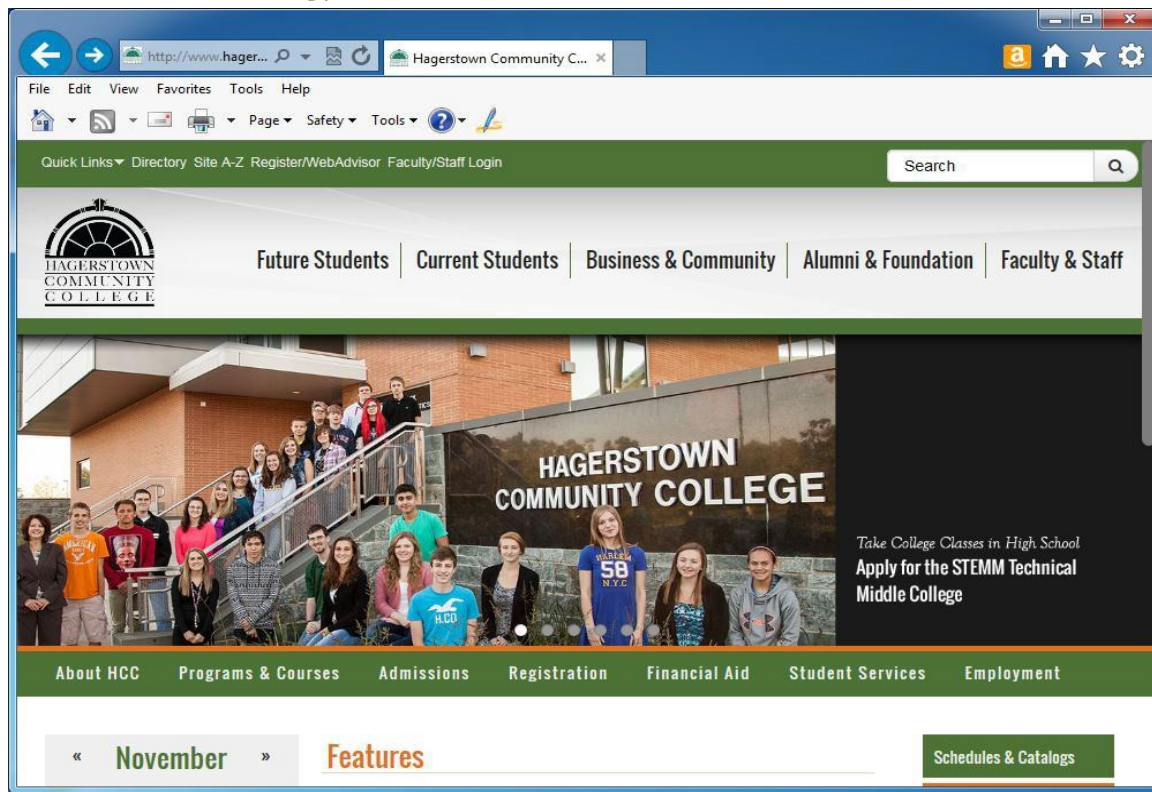 http://www.hager...
Hagerstown Community C...
File Edit View Favorites Tools Help
Page Safety Tools
Quick Links Directory Site A-Z Register/WebAdvisor Faculty/Staff Login
Search
HAGERSTOWN
COMMUNITY
COLLEGE
Future Students Current Students Business & Community Alumni & Foundation Faculty & Staff
HAGERSTOWN
COMMUNITY COLLEGE
HARLEM
58
N.Y.C
H.CO
Take College Classes in High School
Apply for the STEMM Technical
Middle College
About HCC Programs & Courses Admissions Registration Financial Aid Student Services Employment
« November »
Features
Schedules & Catalogs